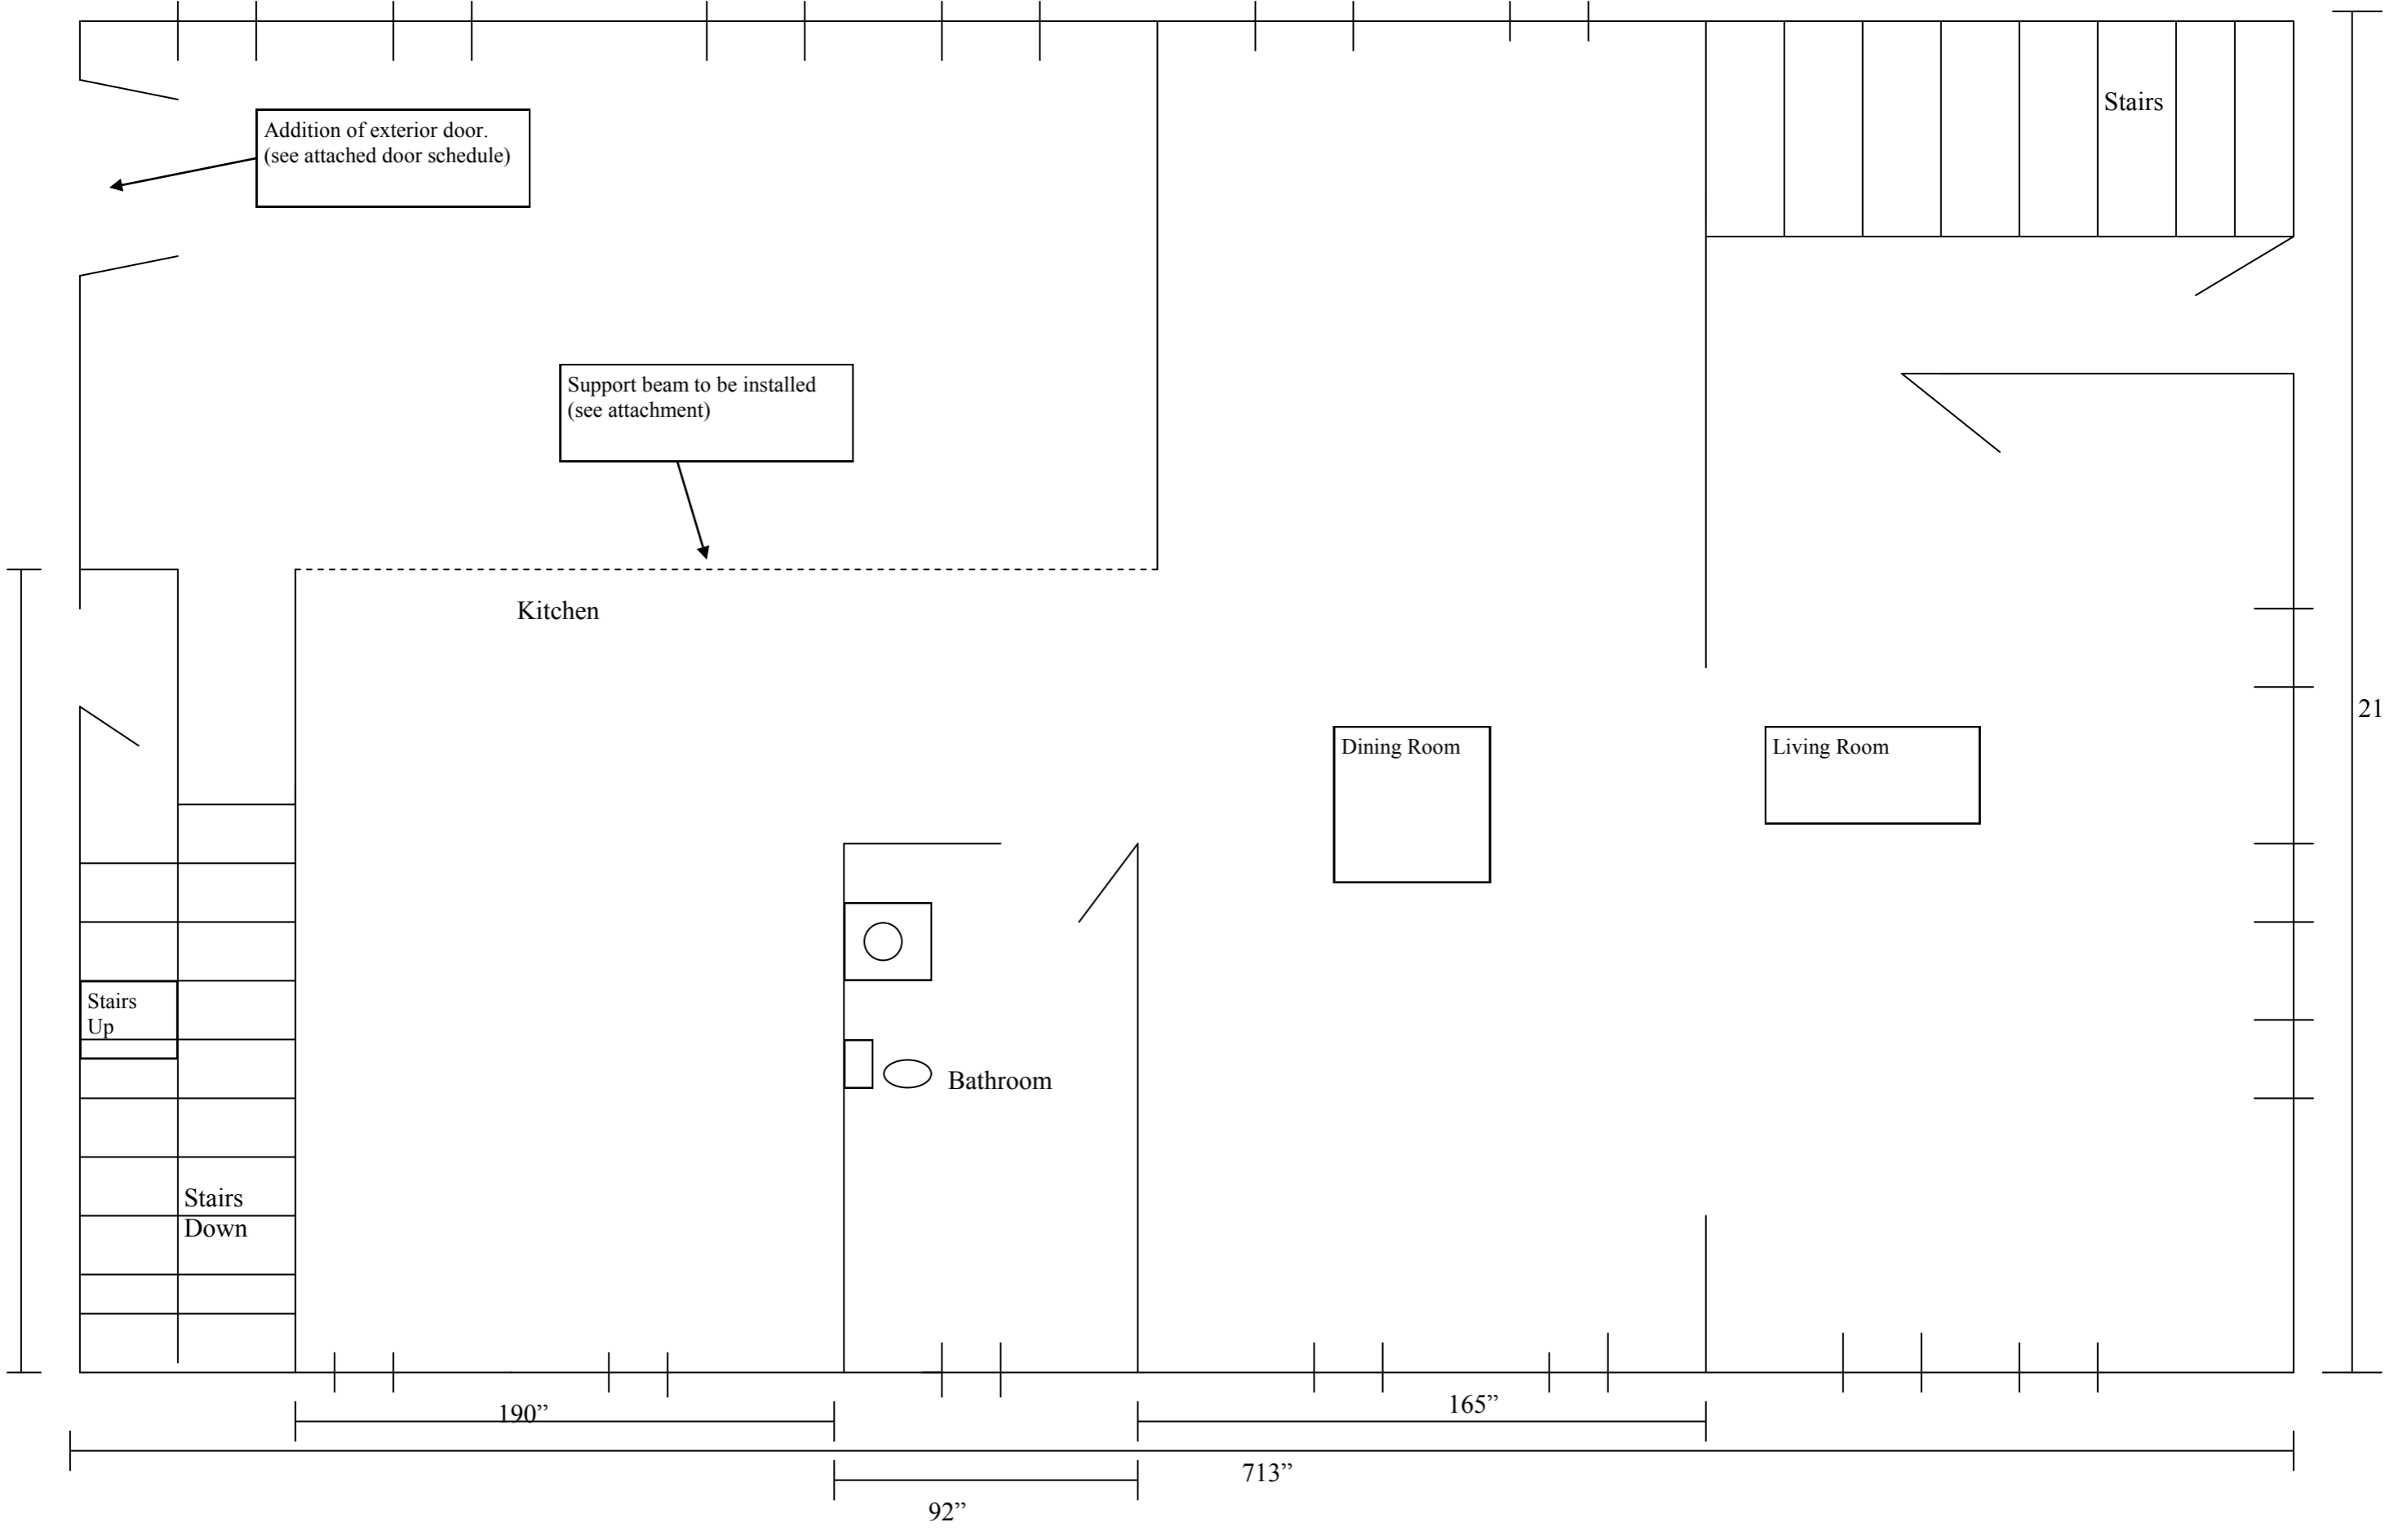 Stairs
Addition of exterior door.
(see attached door schedule)
Support beam to be installed
(see attachment)
Kitchen
21
Dining Room
Living Room
Stairs
Up
Bathroom
Stairs
Down
190”
165”
713”
92”